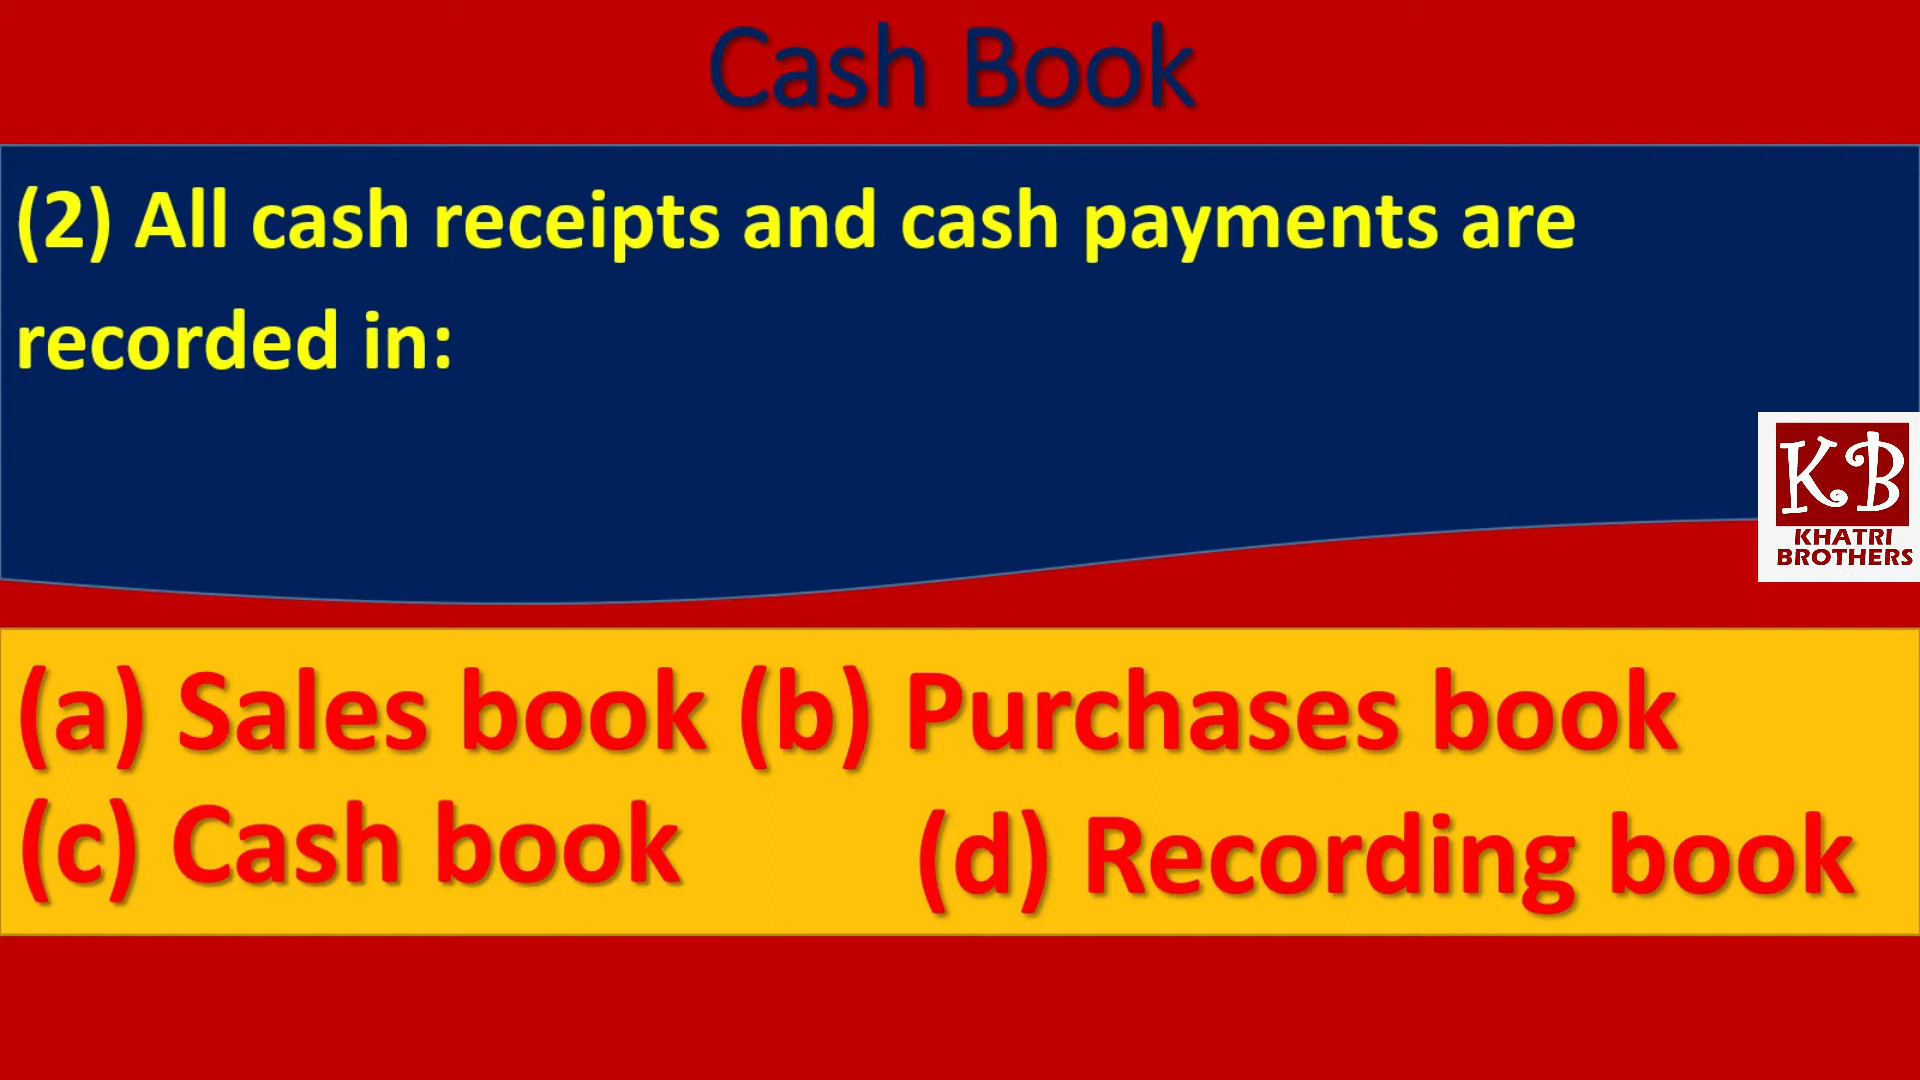 Cash Book
(2) All cash receipts and cash payments are
recorded in:
KB
KHATRI
BROTHERS
(a) Sales book (b) Purchases book
(c) Cash book (d) Recording book